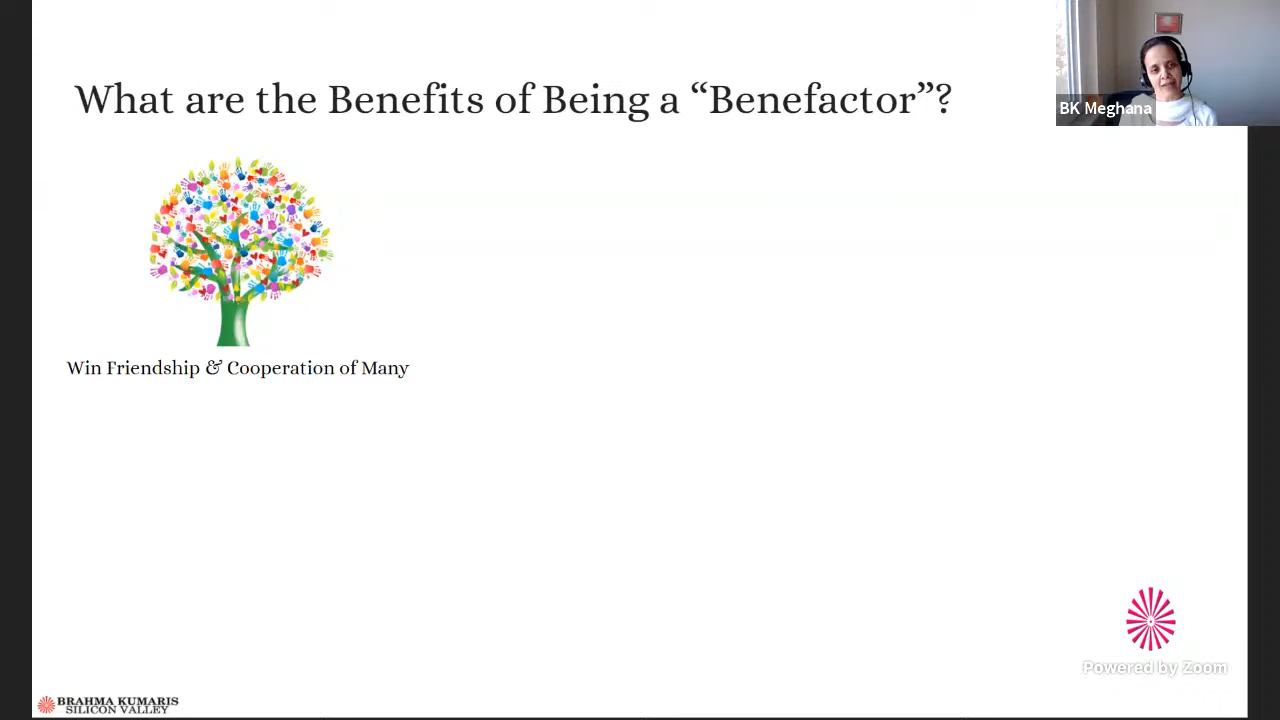 What are the Benefits of Being a “Benefactor”?
BK Meghana
Win Friendship & Cooperation of Many
Powered by Zoom
BRAHMA KUMARIS
SILICON VALLEY